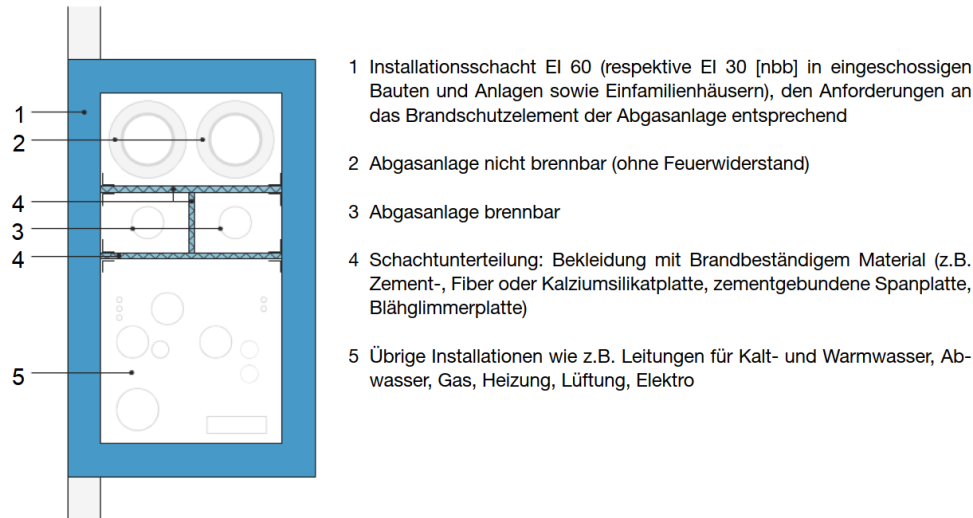 1 Installationsschacht EI 60 (respektive EI 30 [nbb] in eingeschossigen
Bauten und Anlagen sowie Einfamilienhäusern), den Anforderungen an
das Brandschutzelement der Abgasanlage entsprechend
2 Abgasanlage nicht brennbar (ohne Feuerwiderstand)
3 Abgasanlage brennbar
4 Schachtunterteilung: Bekleidung mit Brandbeständigem Material (z.B.
Zement-, Fiber oder Kalziumsilikatplatte, zementgebundene Spanplatte,
Blähglimmerplatte)
5 Übrige Installationen wie z.B. Leitungen für Kalt- und Warmwasser, Ab-
wasser, Gas, Heizung, Lüftung, Elektro
1
2
4
3
4
5